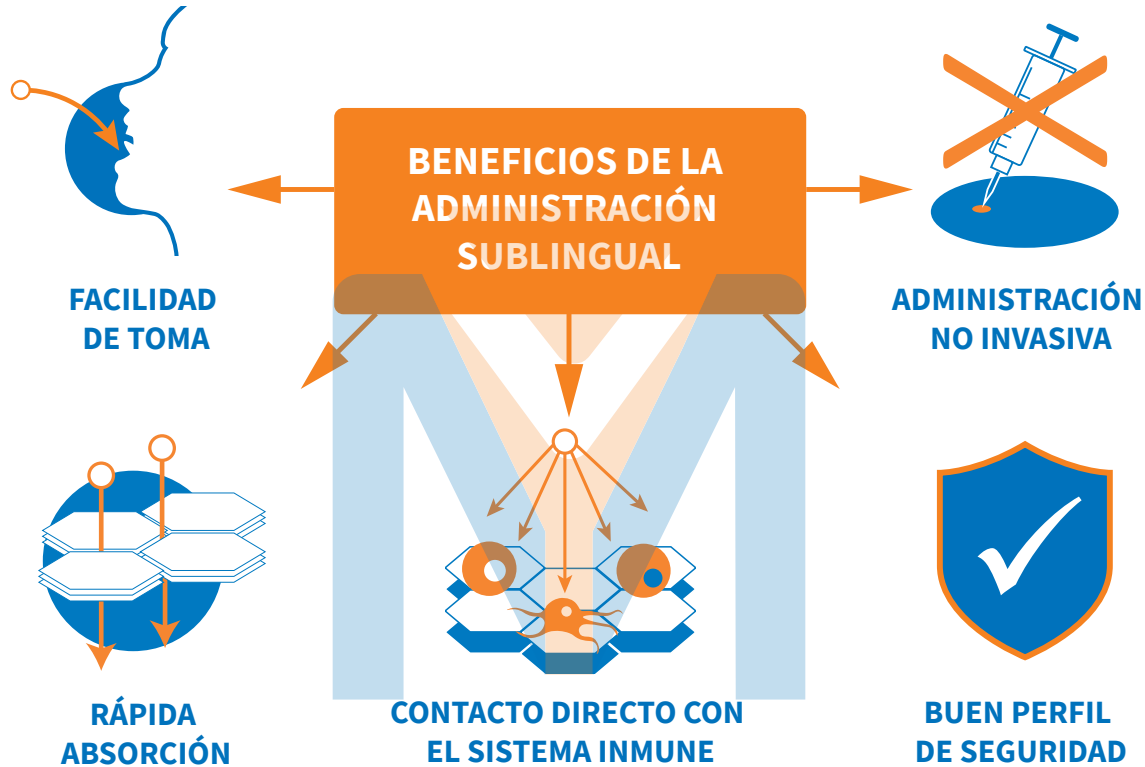 BENEFICIOS DE LA
ADMINISTRACIÓN
SUBLINGUAL
FACILIDAD
DE TOMA
ADMINISTRACIÓN
NO INVASIVA
RÁPIDA
ABSORCIÓN
CONTACTO DIRECTO CON
EL SISTEMA INMUNE
BUEN PERFIL
DE SEGURIDAD